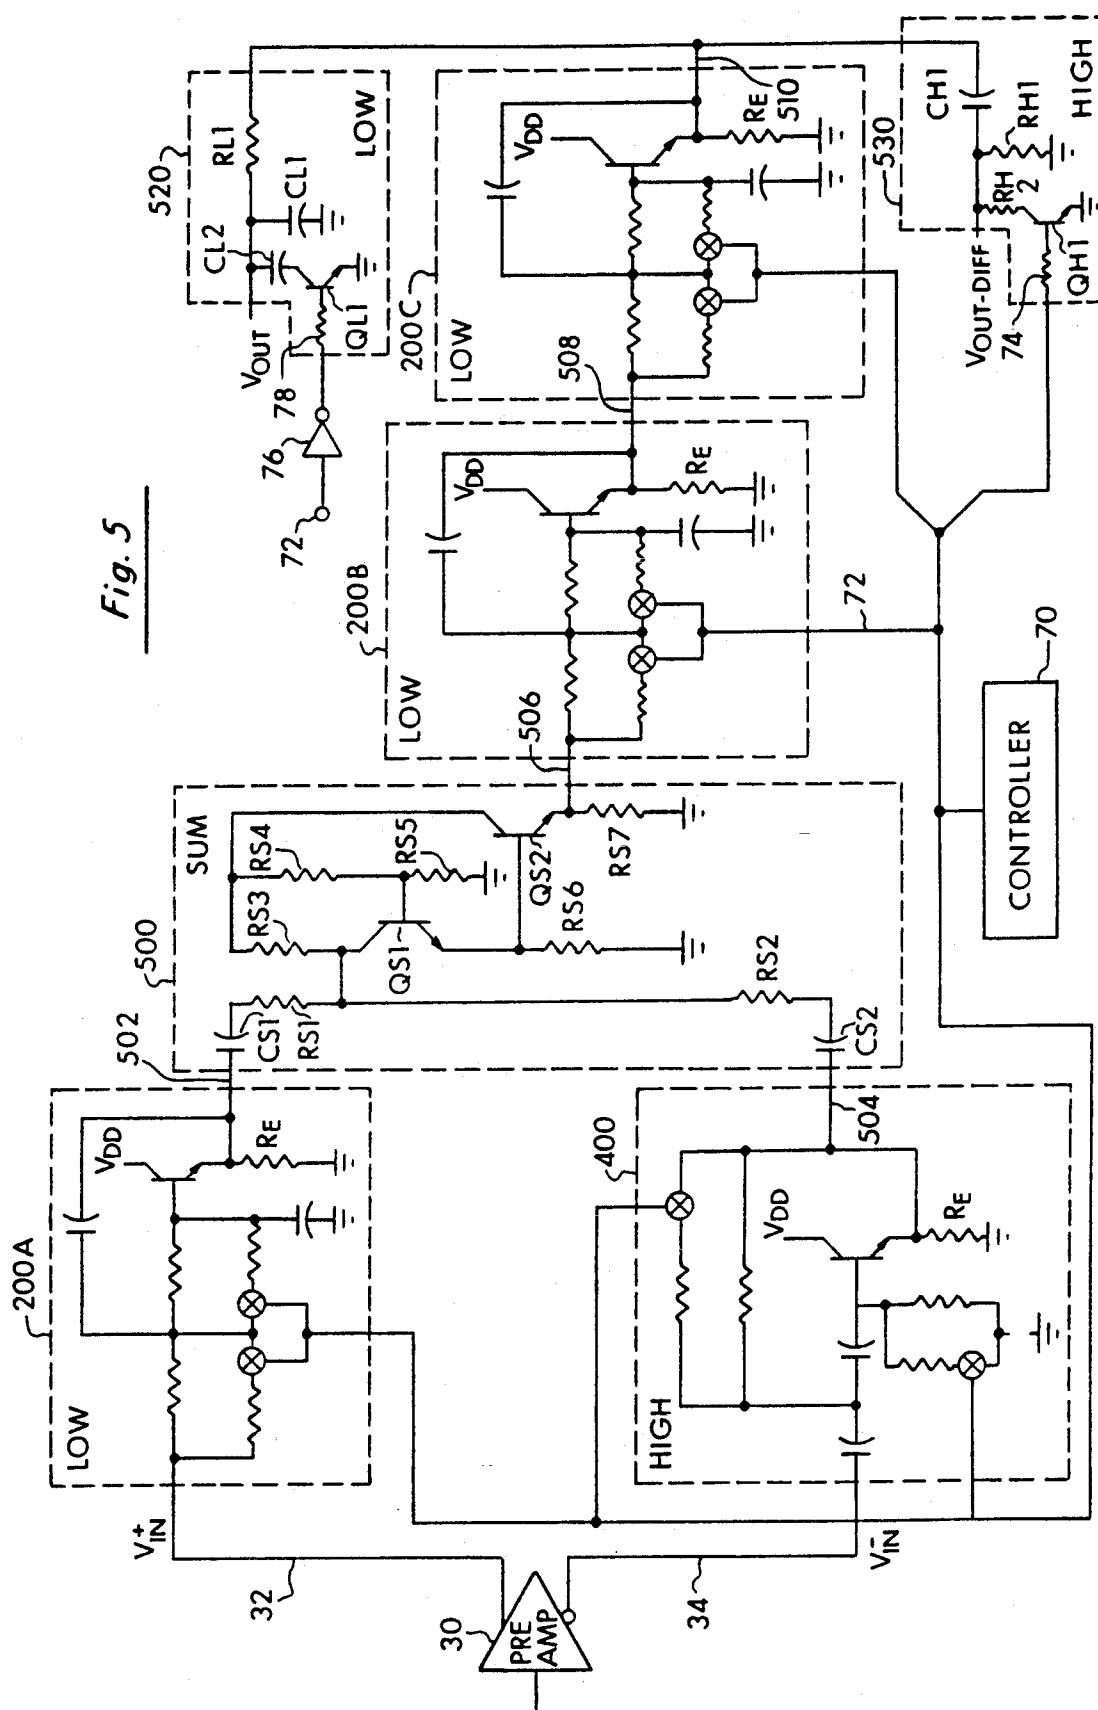 Fig. 5
PRE
AMP
30
32
34
V+IN
V-IN
200A
LOW
VDD
RE
502
400
HIGH
VDD
RE
504
500
SUM
CS1
RS1
RS3
RS4
RS5
QS1
QS2
RS6
RS7
RS2
CS2
506
200B
LOW
VDD
RE
72
508
200C
LOW
VDD
RE
510
CONTROLLER
70
520
LOW
RL1
CL1
CL2
QL1
VOUT
78
76
72
530
HIGH
CH1
RH1
RH
2
QH1
VOUT-DIFF
74